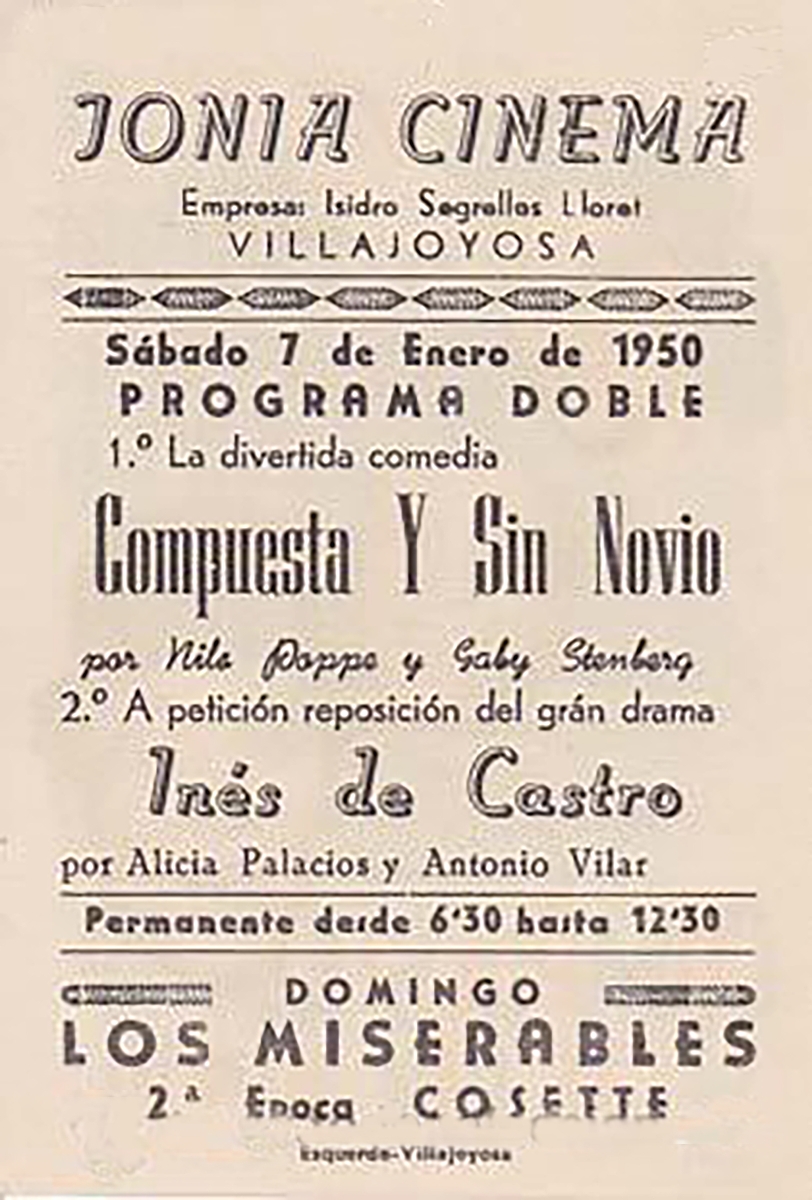 JONIA CINEMA
Empresa: Isidro Segrelles Lloret
VILLAJOYOSA
Sábado 7 de Enero de 1950
PROGRAMA DOBLE
1.º La divertida comedia
Compuesta Y Sin Novio
por Nils Poppe y Gaby Stenberg
2.º A petición reposición del grán drama
Inés de Castro
por Alicia Palacios y Antonio Vilar
Permanente desde 6'30 hasta 12'30
DOMINGO
LOS MISERABLES
2.ª Epoca COSETTE
Esquerdo-Villajoyosa